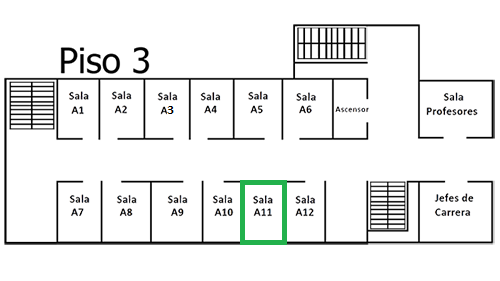 Piso 3
Sala
A1
Sala
A2
Sala
A3
Sala
A4
Sala
A5
Sala
A6
Ascensor
Sala
Profesores
Sala
A7
Sala
A8
Sala
A9
Sala
A10
Sala
A11
Sala
A12
Jefes de
Carrera